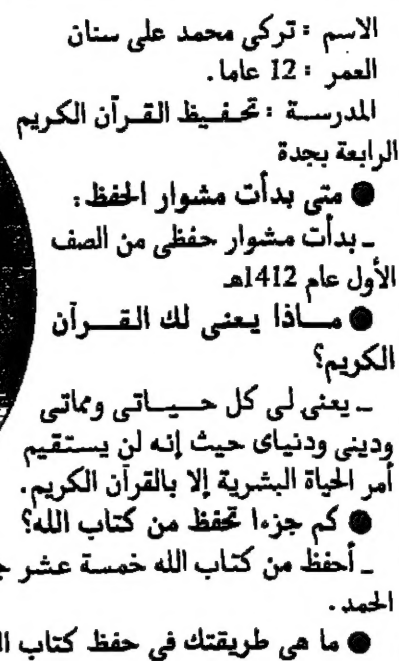 الاسم : تركى محمد على سنان
العمر : 12 عاما .
المدرسة : تحفيظ القرآن الكريم
الرابعة بجدة
● متى بدأت مشوار الحفظ :
ـ بدأت مشوار حفظى من الصف
الأول عام 1412هـ
● ماذا يعنى لك القرآن
الكريم؟
ـ يعنى لى كل حياتى ومماتى
ودينى ودنياى حيث إنه لن يستقيم
أمر الحياة البشرية إلا بالقرآن الكريم.
● كم جزءا تحفظ من كتاب الله؟
ـ أحفظ من كتاب الله خمسة عشر
الحمد .
● ما هى طريقتك فى حفظ كتاب